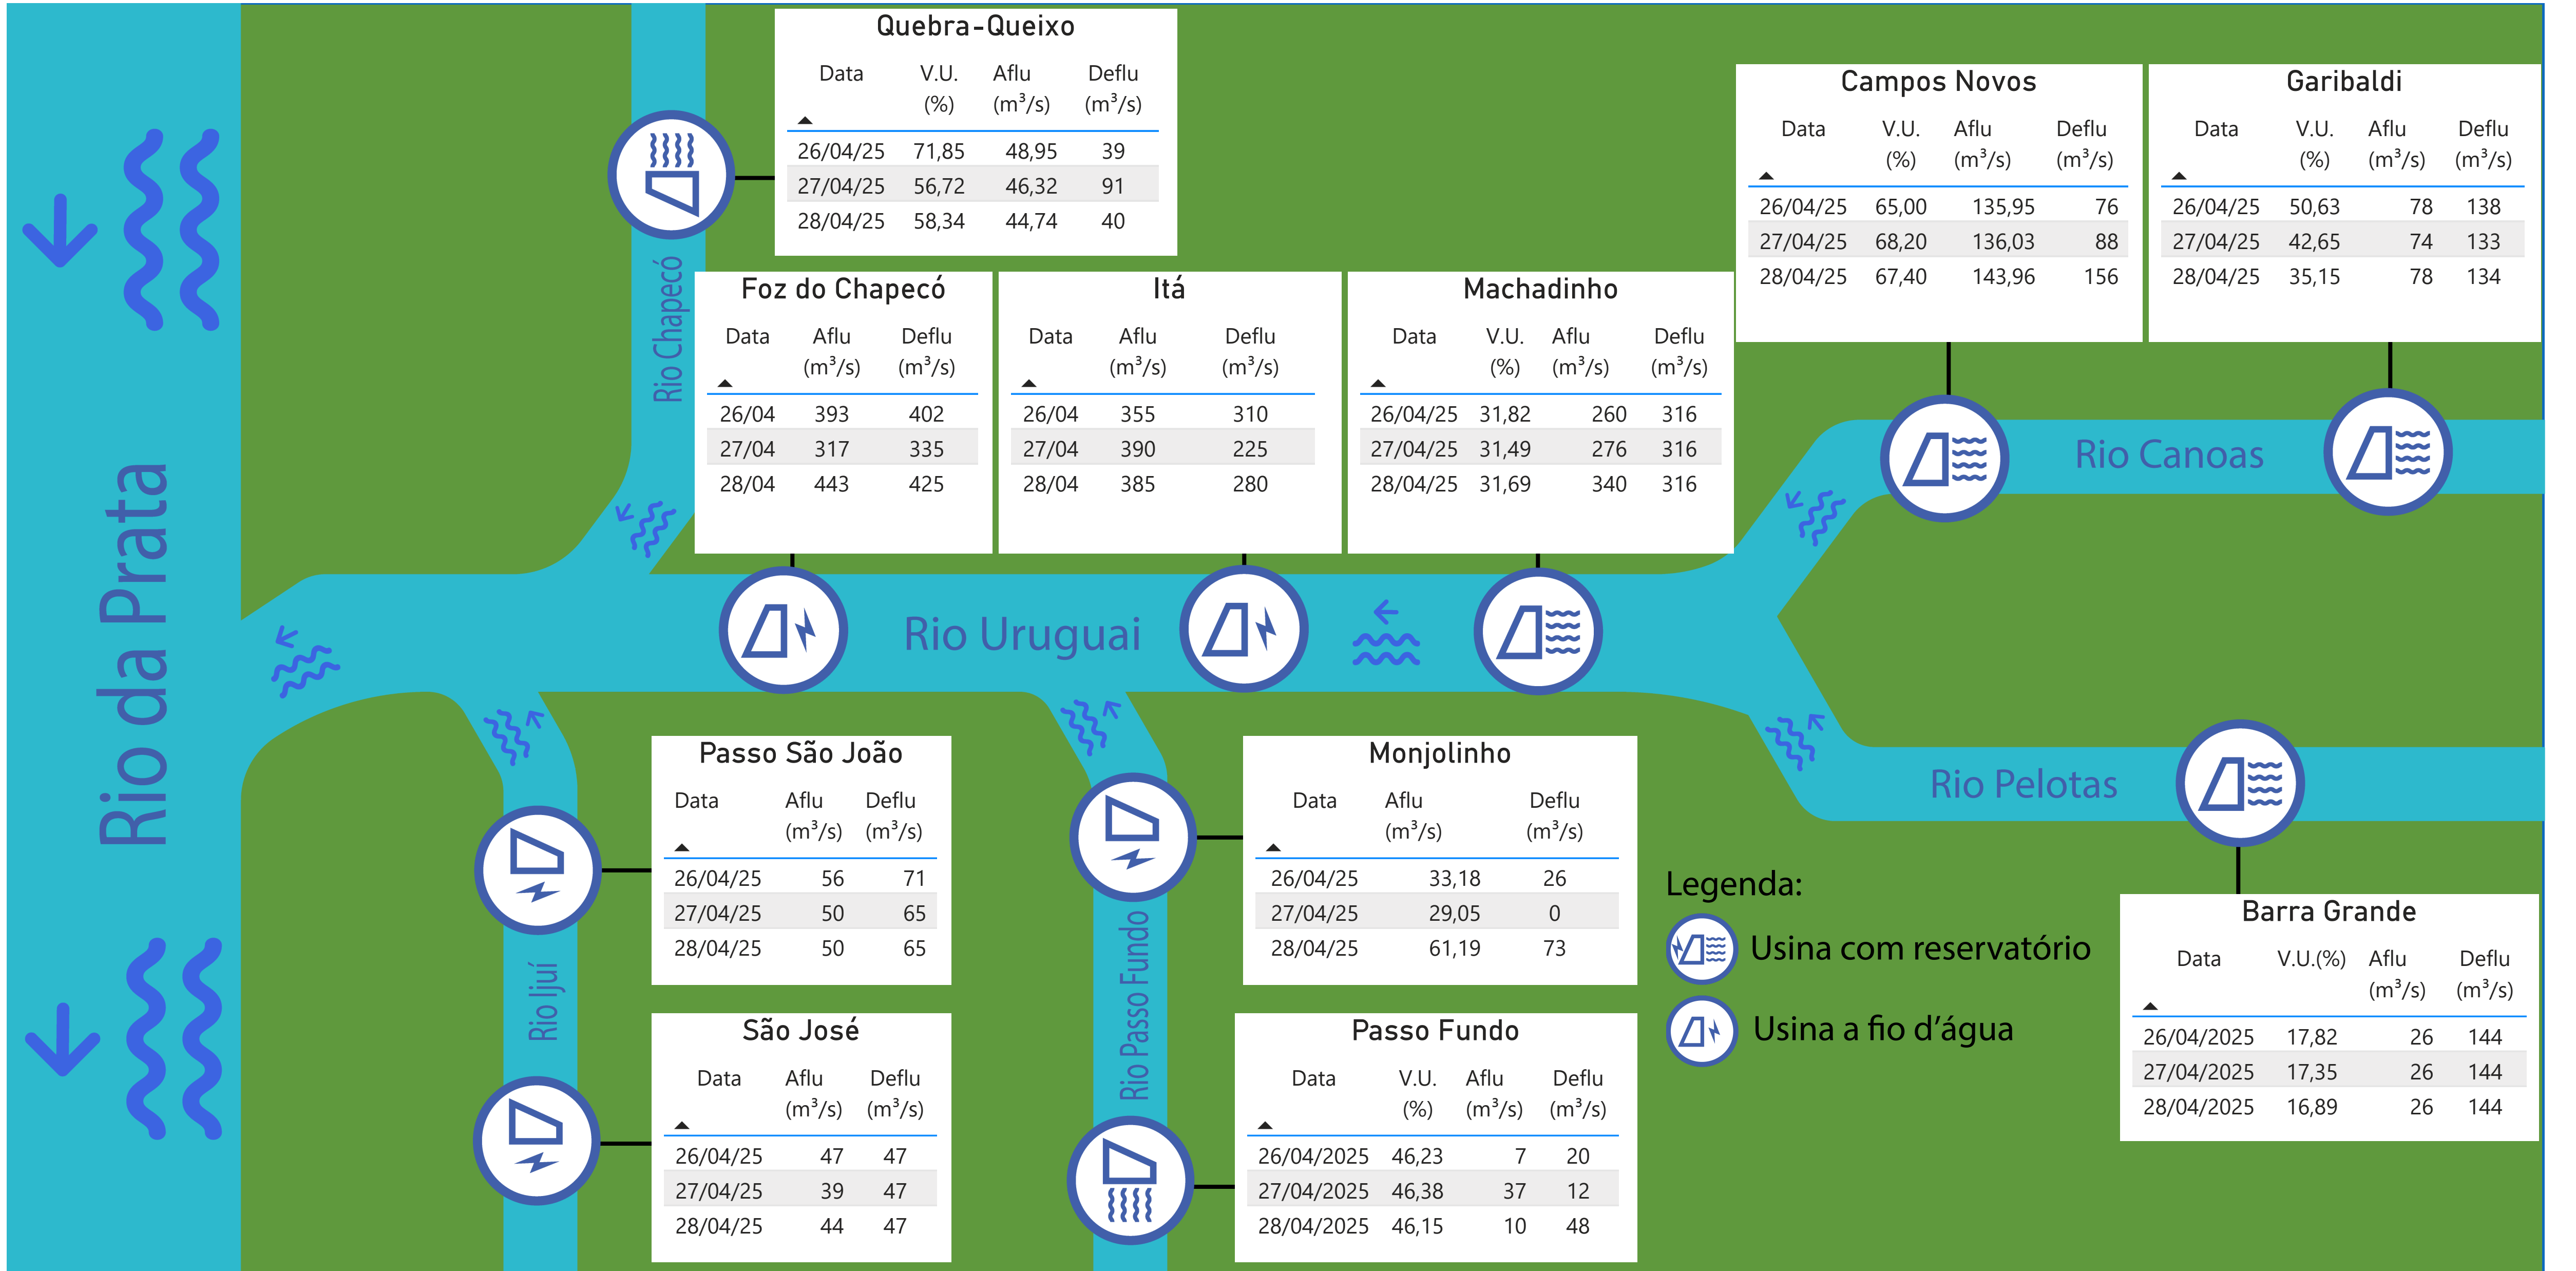 Quebra-Queixo
Data V.U. (%) Aflu (m³/s) Deflu (m³/s)
26/04/25 71,85 48,95 39
27/04/25 56,72 46,32 91
28/04/25 58,34 44,74 40
Campos Novos
Data V.U. (%) Aflu (m³/s) Deflu (m³/s)
26/04/25 65,00 135,95 76
27/04/25 68,20 136,03 88
28/04/25 67,40 143,96 156
Garibaldi
Data V.U. (%) Aflu (m³/s) Deflu (m³/s)
26/04/25 50,63 78 138
27/04/25 42,65 74 133
28/04/25 35,15 78 134
Rio Chapecó
Foz do Chapecó
Data Aflu (m³/s) Deflu (m³/s)
26/04 393 402
27/04 317 335
28/04 443 425
Itá
Data Aflu (m³/s) Deflu (m³/s)
26/04 355 310
27/04 390 225
28/04 385 280
Machadinho
Data V.U. (%) Aflu (m³/s) Deflu (m³/s)
26/04/25 31,82 260 316
27/04/25 31,49 276 316
28/04/25 31,69 340 316
Rio Canoas
Rio da Prata
Rio Uruguai
Rio Pelotas
Passo São João
Data Aflu (m³/s) Deflu (m³/s)
26/04/25 56 71
27/04/25 50 65
28/04/25 50 65
Monjolinho
Data Aflu (m³/s) Deflu (m³/s)
26/04/25 33,18 26
27/04/25 29,05 0
28/04/25 61,19 73
Legenda:
Usina com reservatório
Usina a fio d’água
Barra Grande
Data V.U.(%) Aflu (m³/s) Deflu (m³/s)
26/04/2025 17,82 26 144
27/04/2025 17,35 26 144
28/04/2025 16,89 26 144
Rio Ijuí
São José
Data Aflu (m³/s) Deflu (m³/s)
26/04/25 47 47
27/04/25 39 47
28/04/25 44 47
Rio Passo Fundo
Passo Fundo
Data V.U. (%) Aflu (m³/s) Deflu (m³/s)
26/04/2025 46,23 7 20
27/04/2025 46,38 37 12
28/04/2025 46,15 10 48